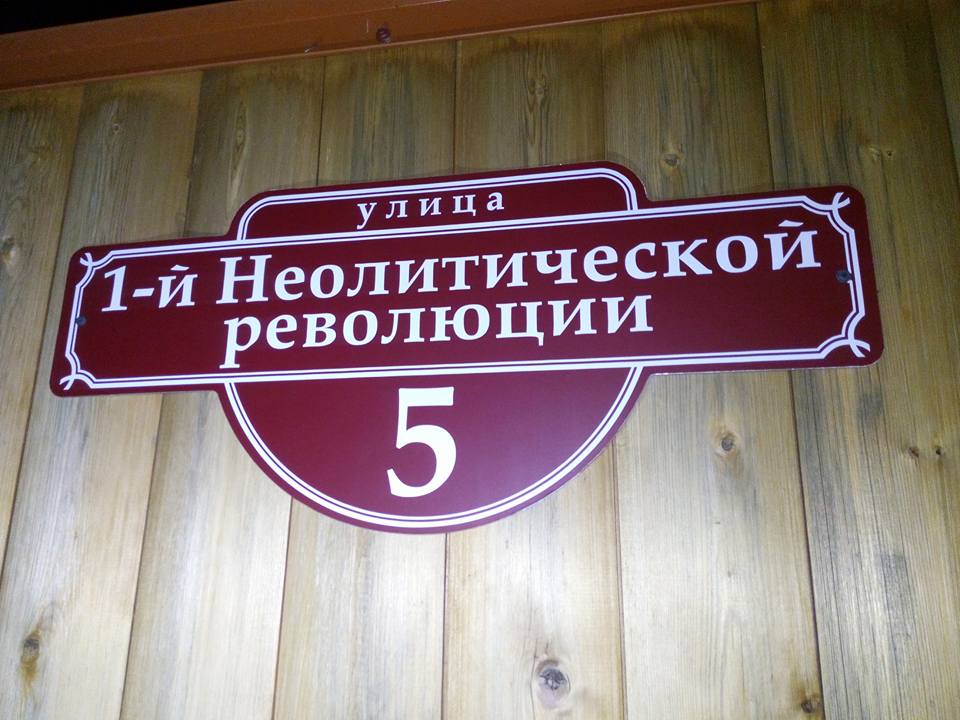 улица
1-й Неолитической
революции
5